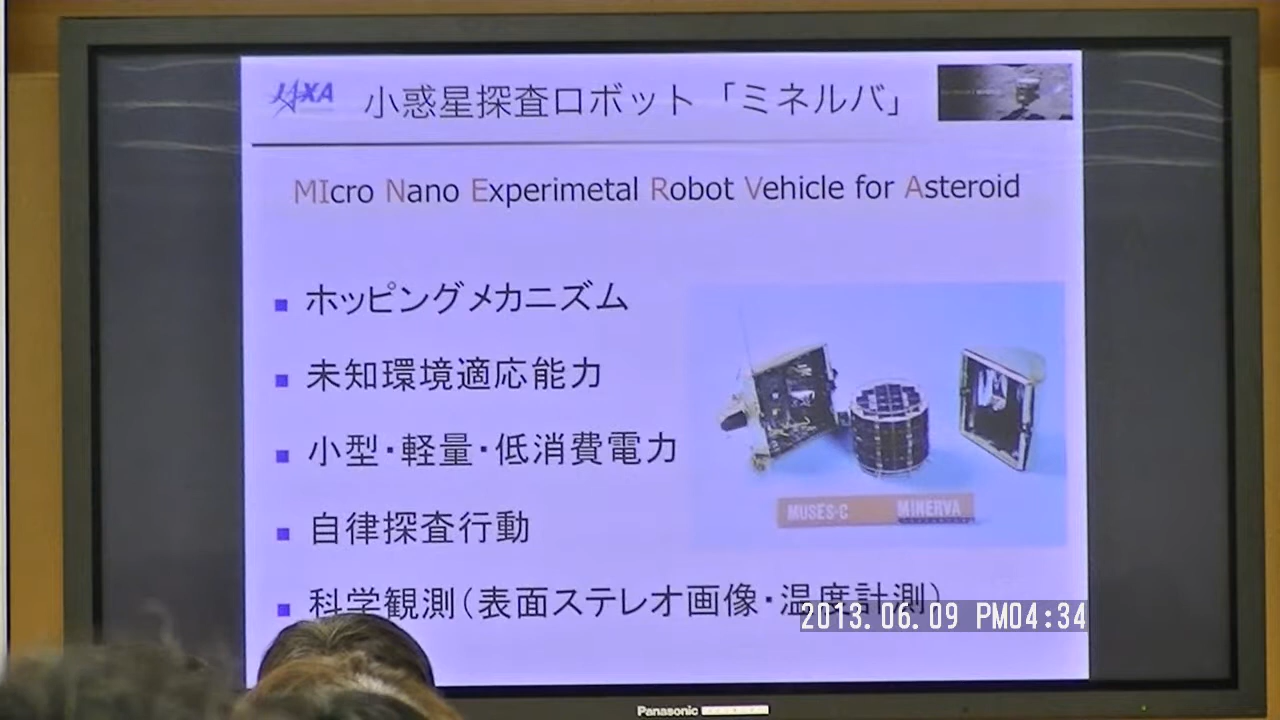 JAXA 小惑星探査ロボット「ミネルバ」
MIcro Nano Experimetal Robot Vehicle for Asteroid
■ ホッピングメカニズム
■ 未知環境適応能力
■ 小型・軽量・低消費電力
■ 自律探査行動
■ 科学観測(表面ステレオ画像・温度計測)
MUSES-C MINERVA
2013.06.09 PM04:34
Panasonic